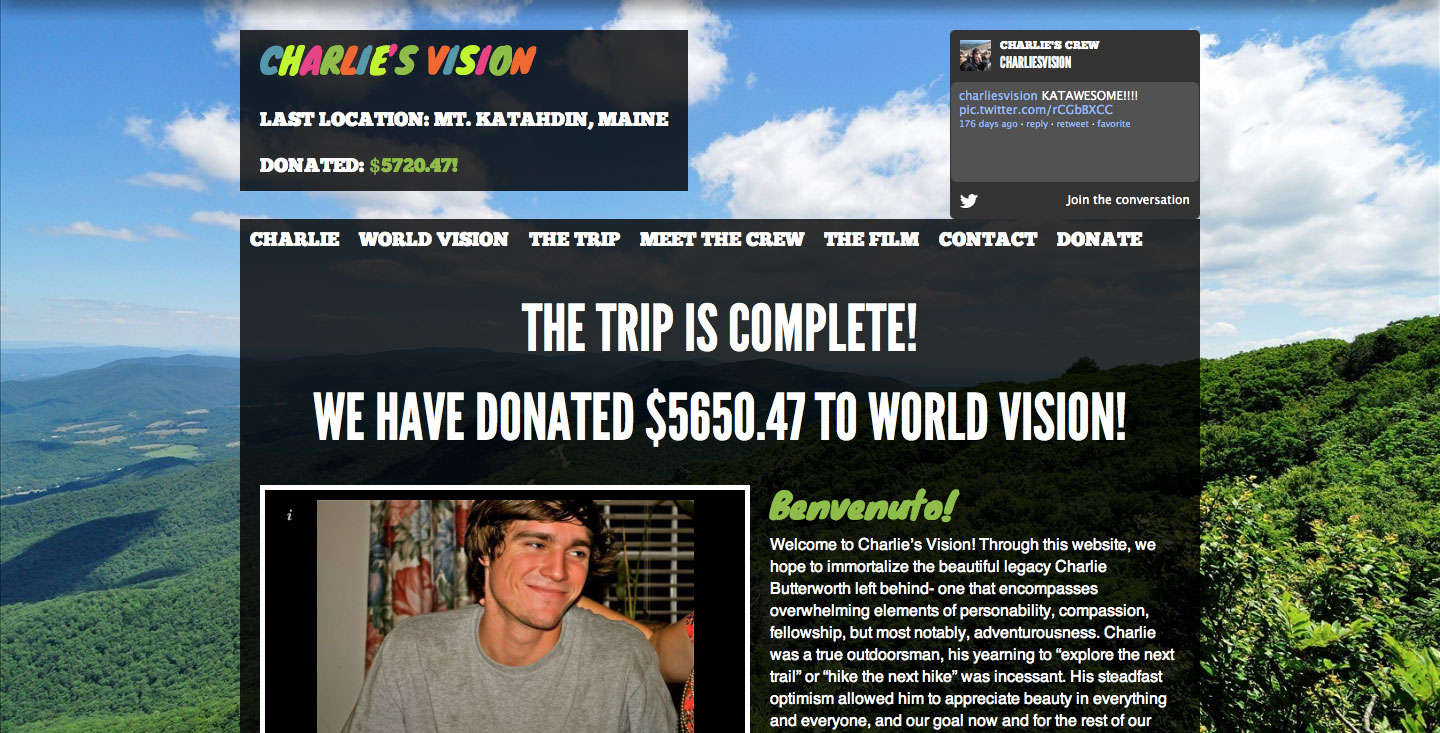 CHARLIE'S VISION
LAST LOCATION: MT. KATAHDIN, MAINE
DONATED: $5720.47!
CHARLIE'S CREW
CHARLIESVISION
charliesvision KATAWESOME!!!!
pic.twitter.com/rCGbBXCC
176 days ago · reply · retweet · favorite
Join the conversation
CHARLIE WORLD VISION THE TRIP MEET THE CREW THE FILM CONTACT DONATE
THE TRIP IS COMPLETE!
WE HAVE DONATED $5650.47 TO WORLD VISION!
i
Benvenuto!
Welcome to Charlie’s Vision! Through this website, we
hope to immortalize the beautiful legacy Charlie
Butterworth left behind- one that encompasses
overwhelming elements of personability, compassion,
fellowship, but most notably, adventurousness. Charlie
was a true outdoorsman, his yearning to “explore the next
trail” or “hike the next hike” was incessant. His steadfast
optimism allowed him to appreciate beauty in everything
and everyone, and our goal now and for the rest of our